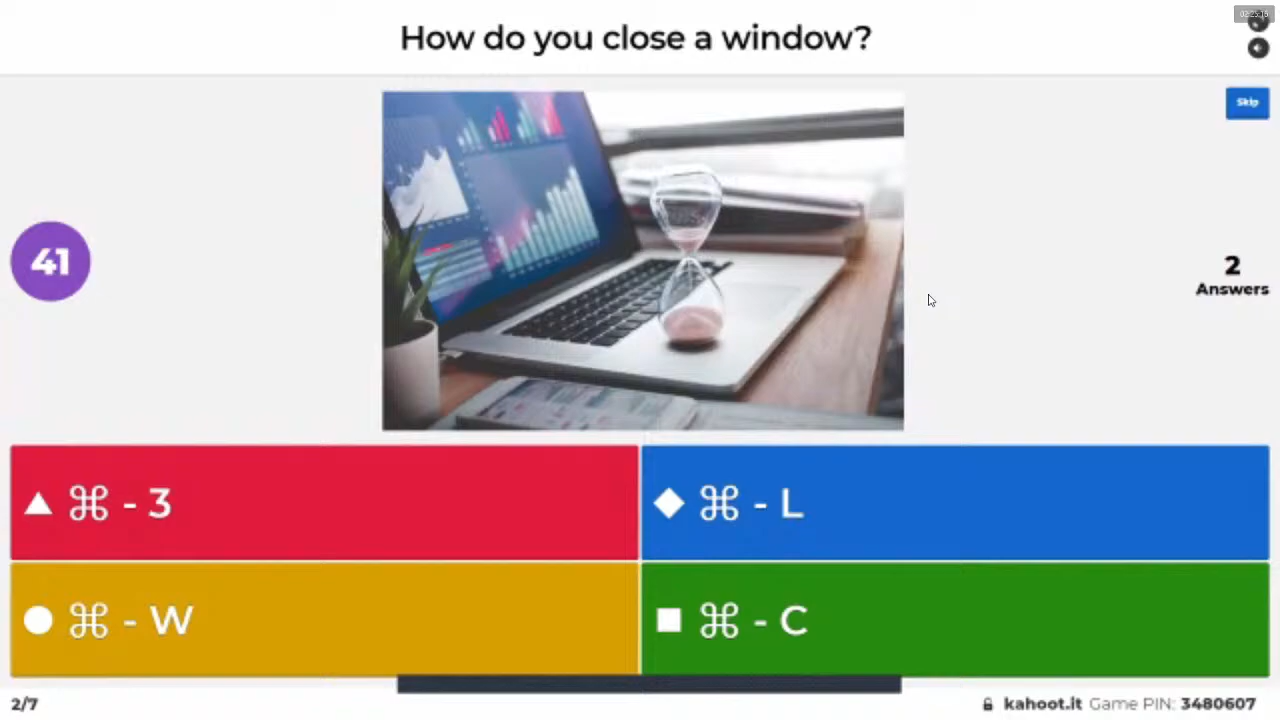 How do you close a window?
Skip
41
2
Answers
⌘ - 3
⌘ - L
⌘ - W
⌘ - C
2/7
kahoot.it Game PIN: 3480607